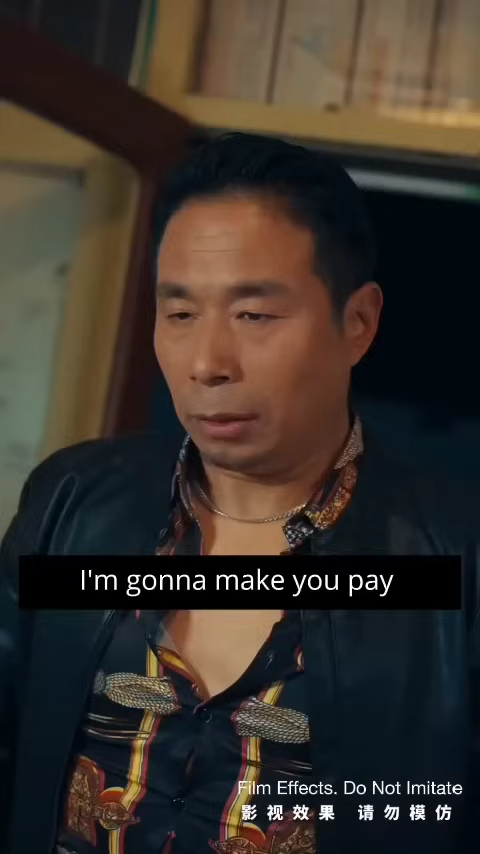 I'm gonna make you pay
Film Effects. Do Not Imitate
影视效果 请勿模仿